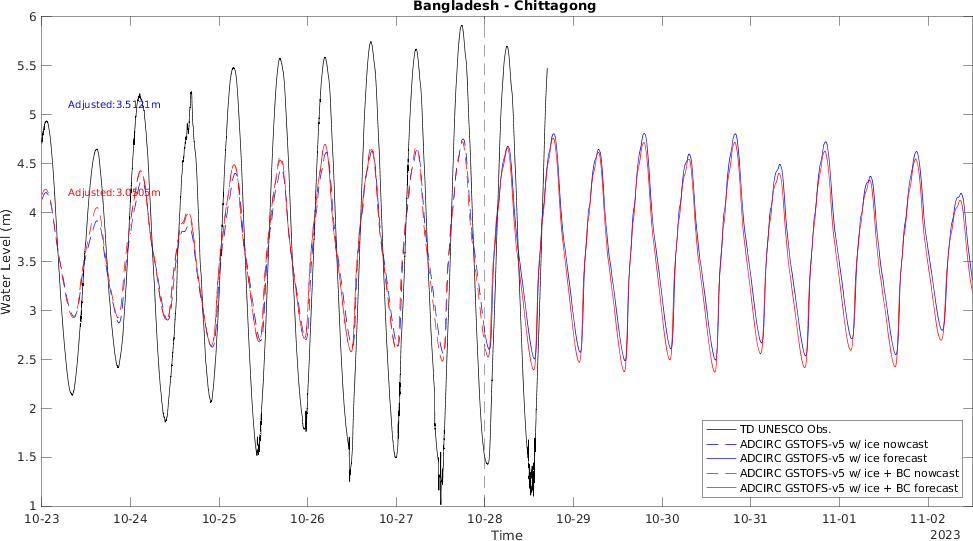 Bangladesh - Chittagong
6
5.5
5
4.5
4
3.5
3
2.5
2
1.5
1
Water Level (m)
Adjusted:3.5121m
Adjusted:3.0505m
TD UNESCO Obs.
ADCIRC GSTOFS-v5 w/ ice nowcast
ADCIRC GSTOFS-v5 w/ ice forecast
ADCIRC GSTOFS-v5 w/ ice + BC nowcast
ADCIRC GSTOFS-v5 w/ ice + BC forecast
10-23 10-24 10-25 10-26 10-27 10-28 10-29 10-30 10-31 11-01 11-02
Time
2023